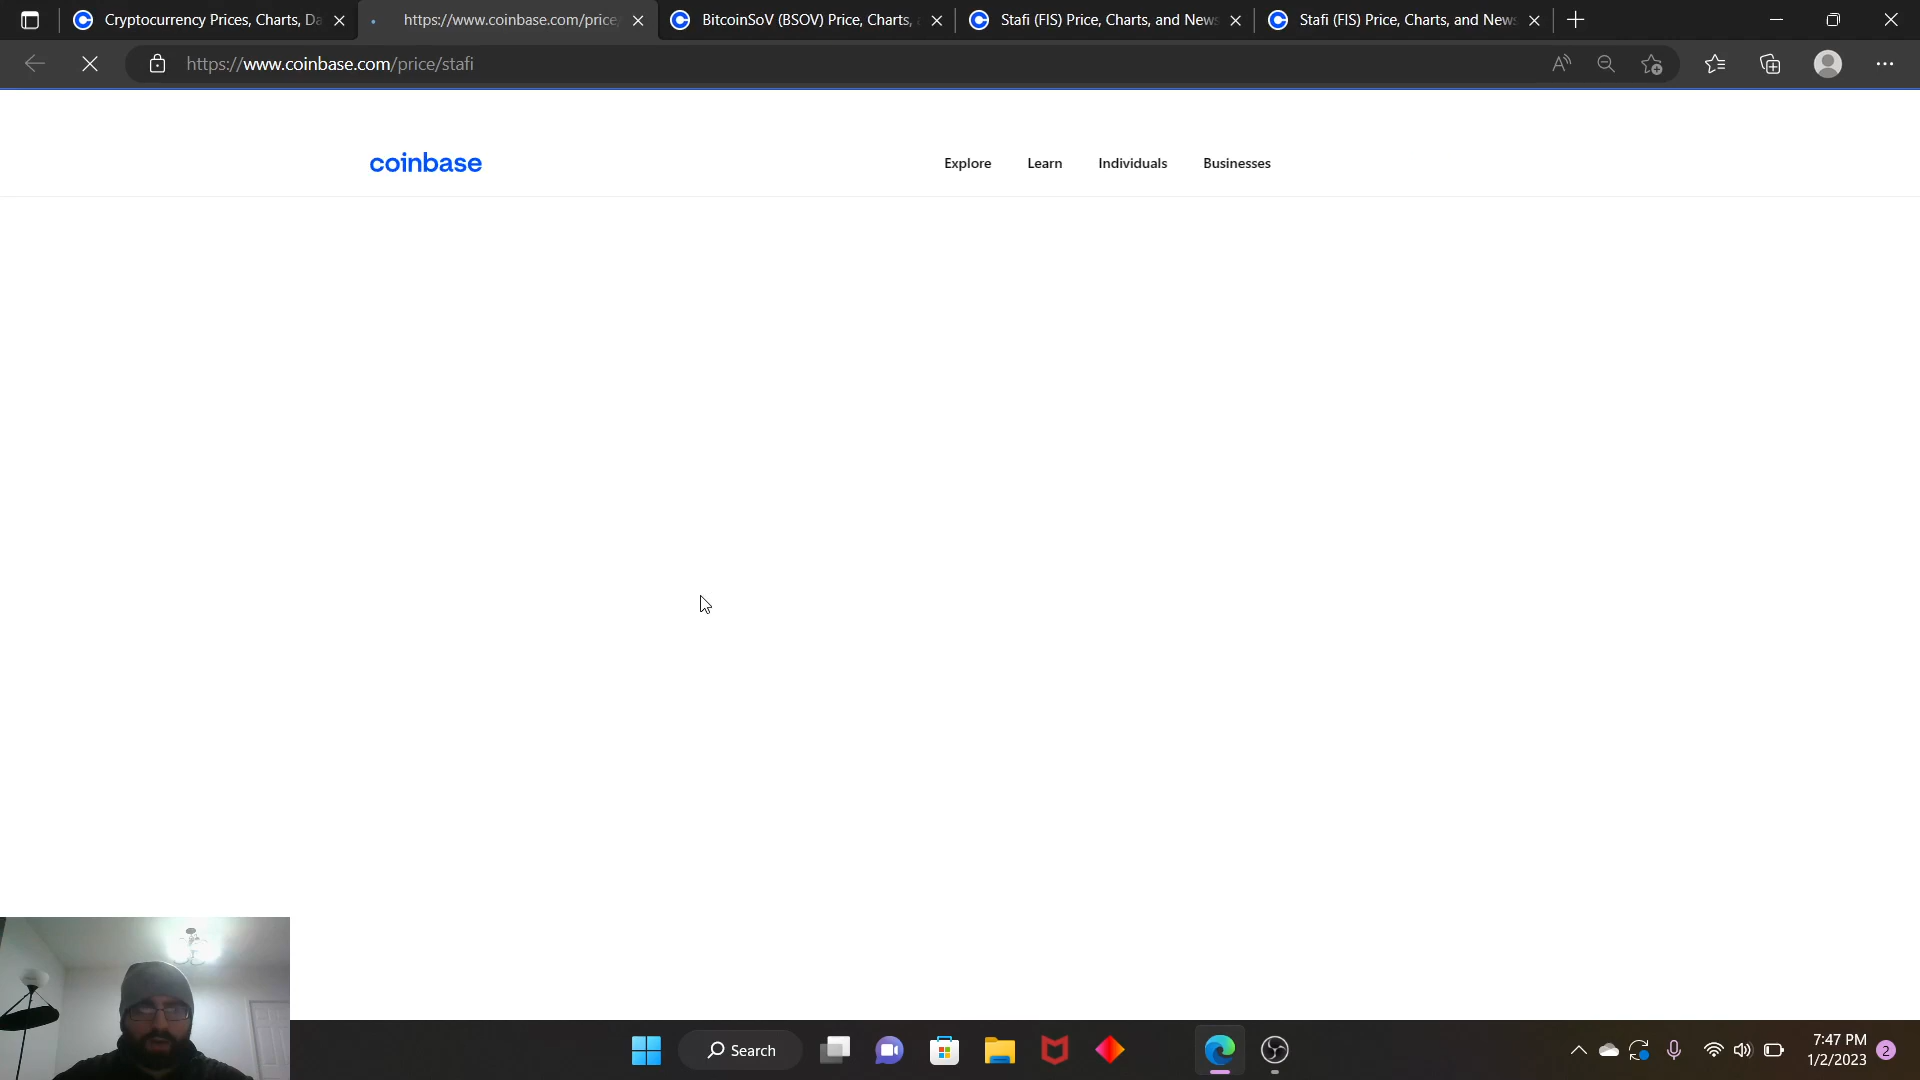 Cryptocurrency Prices, Charts, Da
https://www.coinbase.com/price/
BitcoinSoV (BSOV) Price, Charts, a
Stafi (FIS) Price, Charts, and News
Stafi (FIS) Price, Charts, and News
https://www.coinbase.com/price/stafi
coinbase
Explore
Learn
Individuals
Businesses
Search
7:47 PM
1/2/2023
2